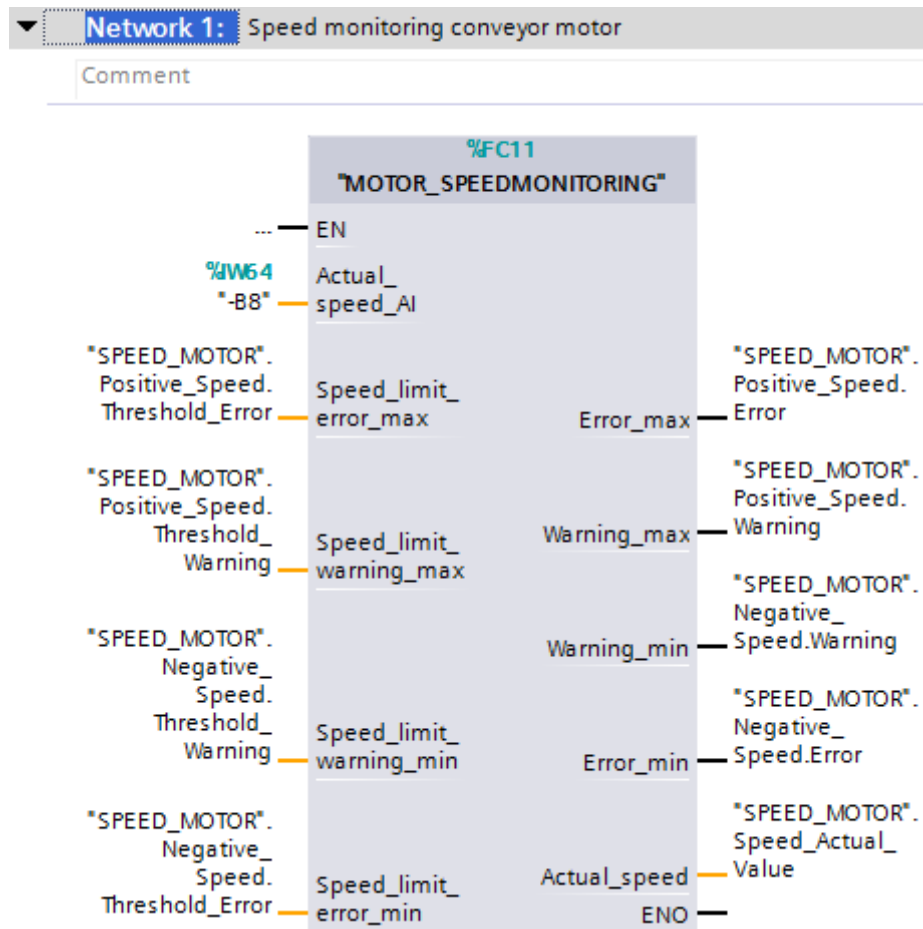 Network 1: Speed monitoring conveyor motor
Comment
%FC11
"MOTOR_SPEEDMONITORING"
... EN
%IW64
"-B8"
Actual_
speed_AI
"SPEED_MOTOR".
Positive_Speed.
Threshold_Error
Speed_limit_
error_max
Error_max
"SPEED_MOTOR".
Positive_Speed.
Error
"SPEED_MOTOR".
Positive_Speed.
Threshold_
Warning
Speed_limit_
warning_max
Warning_max
"SPEED_MOTOR".
Positive_Speed.
Warning
Warning_min
"SPEED_MOTOR".
Negative_
Speed.Warning
"SPEED_MOTOR".
Negative_
Speed.
Threshold_
Warning
Speed_limit_
warning_min
Error_min
"SPEED_MOTOR".
Negative_
Speed.Error
"SPEED_MOTOR".
Negative_
Speed.
Threshold_Error
Speed_limit_
error_min
Actual_speed
"SPEED_MOTOR".
Speed_Actual_
Value
ENO